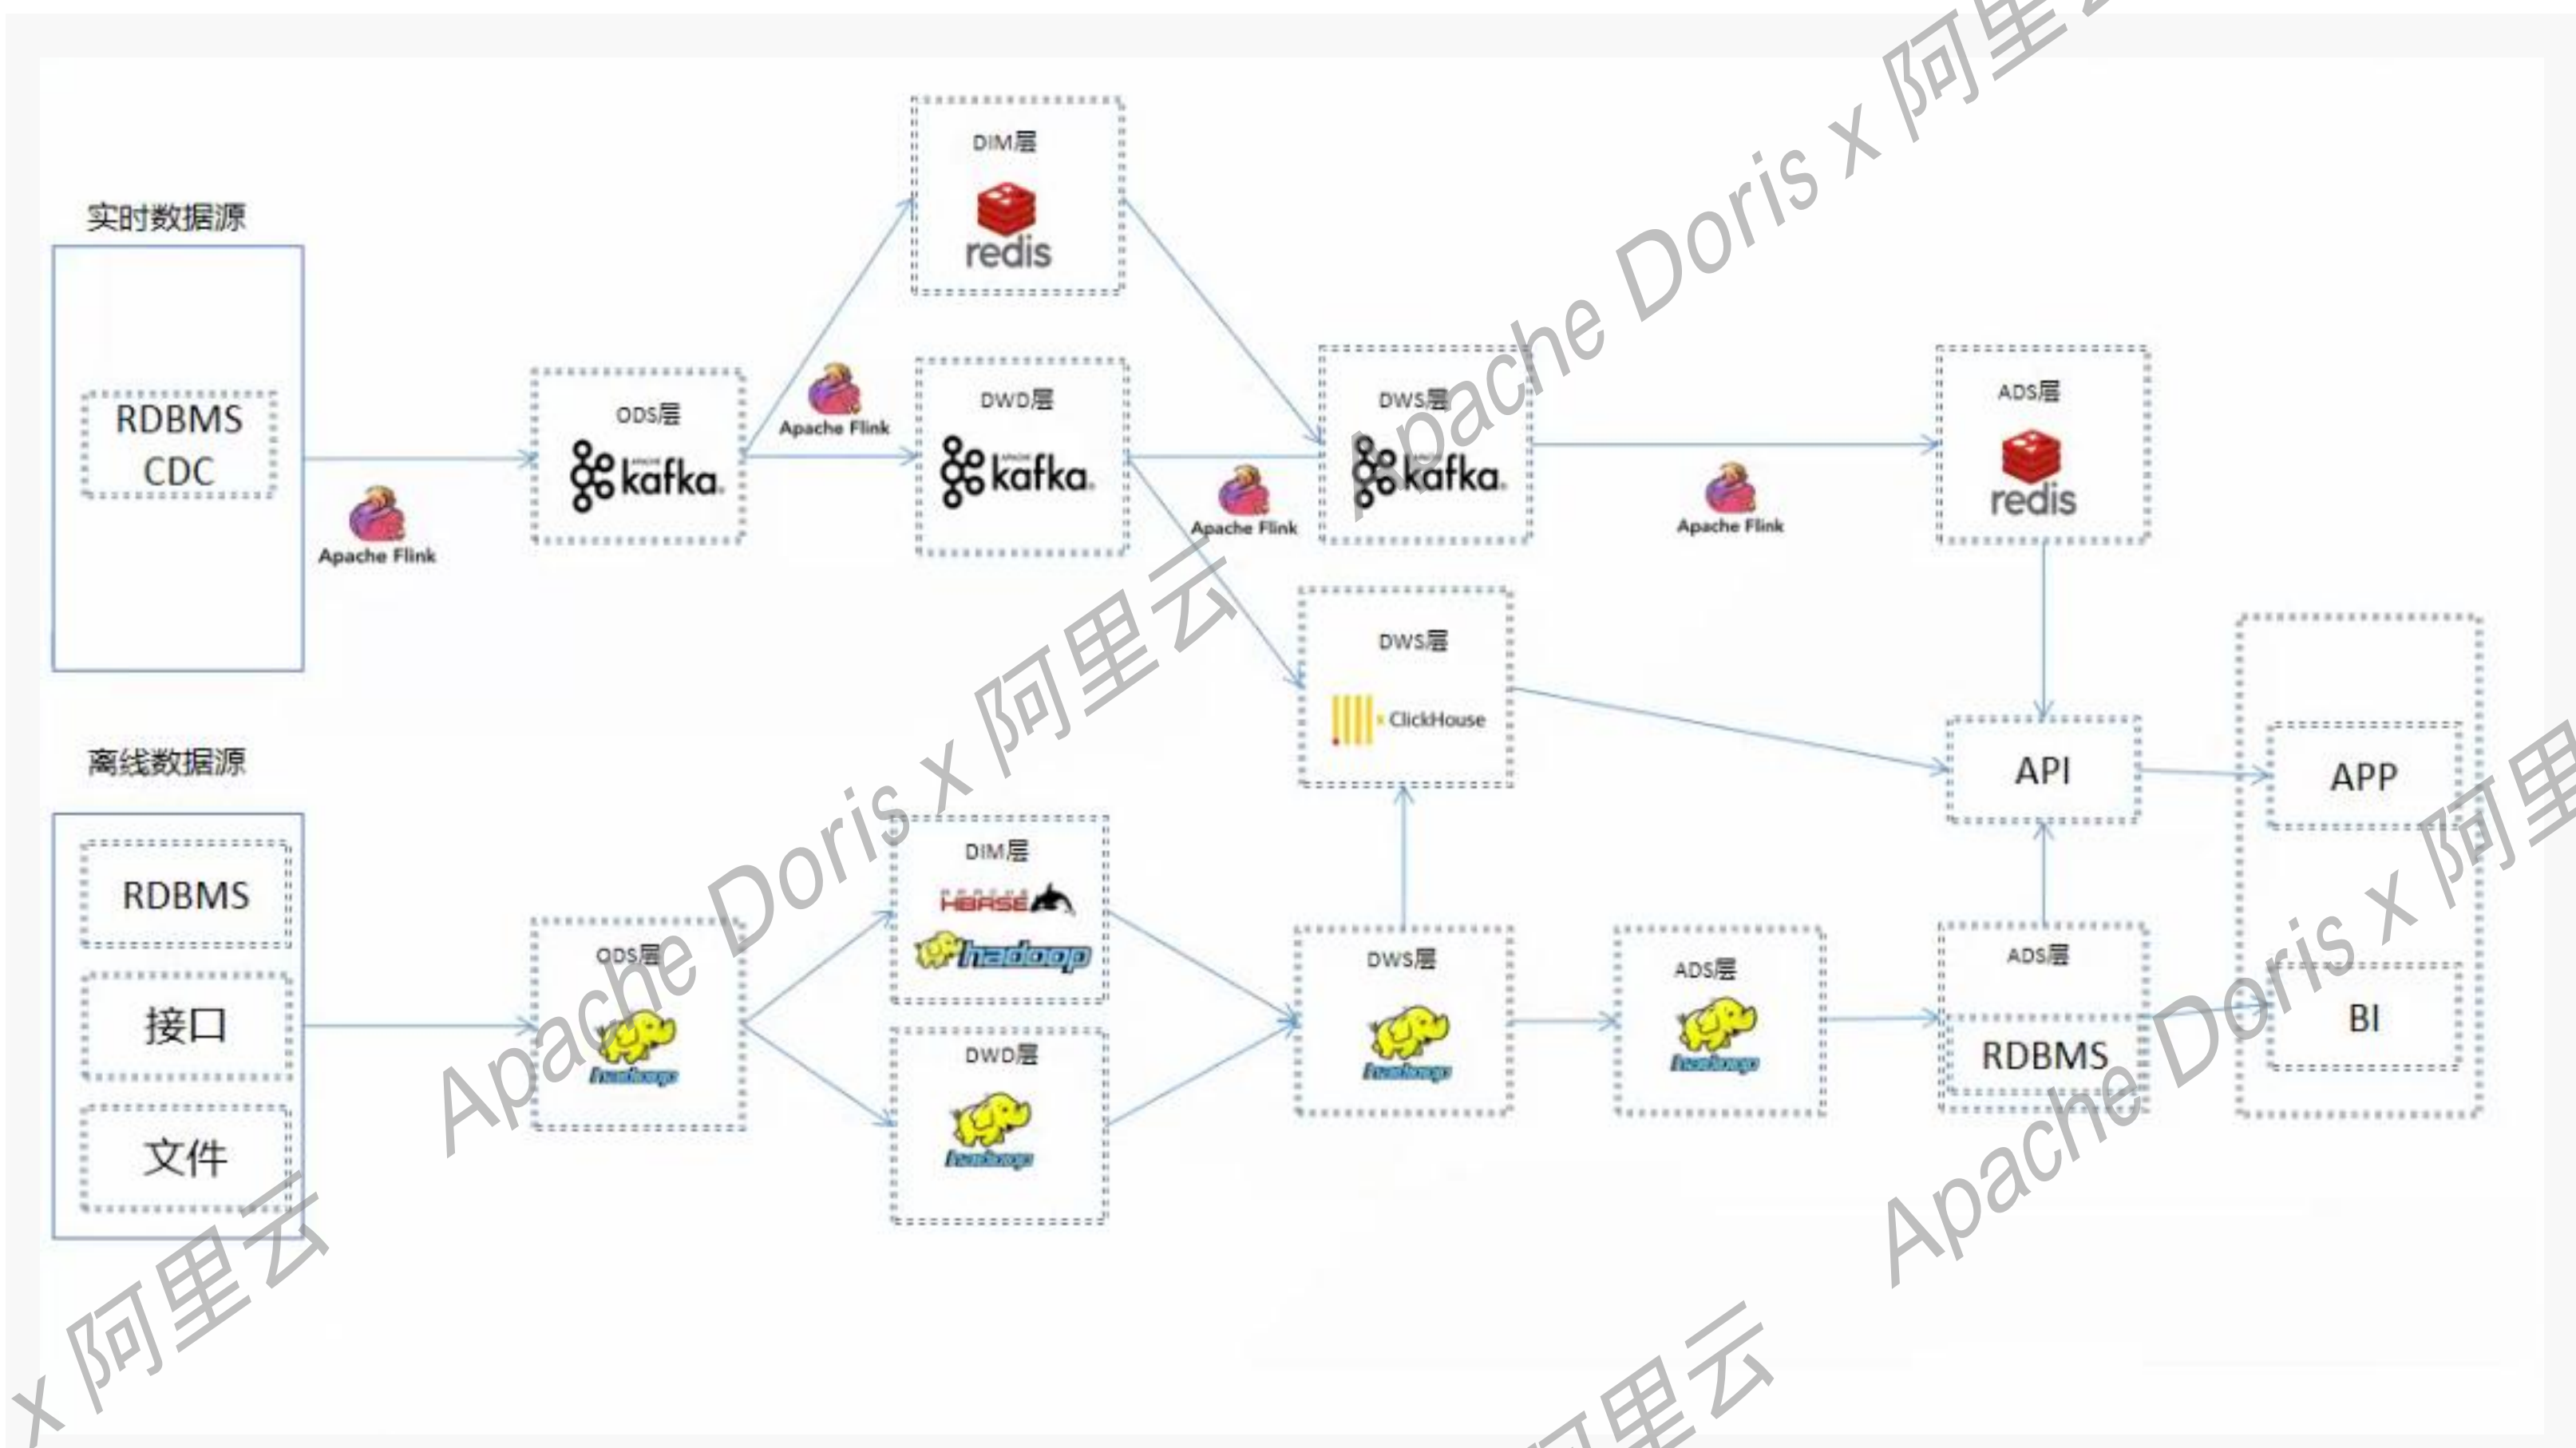 实时数据源
RDBMS
CDC
Apache Flink
ODS层
APACHE
kafka.
Apache Flink
DIM层
redis
DWD层
APACHE
kafka.
Apache Flink
DWS层
APACHE
kafka.
Apache Flink
ADS层
redis
DWS层
ClickHouse
API
APP
离线数据源
RDBMS
接口
文件
ODS层
hadoop
DIM层
APACHE
HBASE
hadoop
DWD层
hadoop
DWS层
hadoop
ADS层
hadoop
ADS层
RDBMS
BI
Apache Doris x 阿里云
Apache Doris x 阿里云
Apache Doris x 阿里
x 阿里云
阿里云